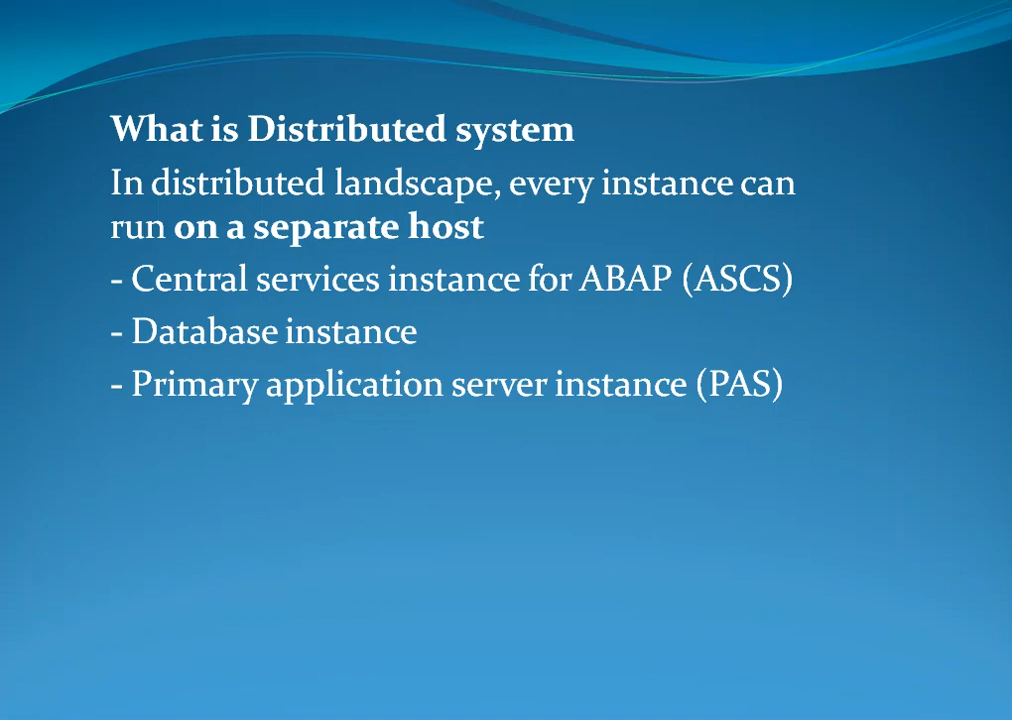 What is Distributed system
In distributed landscape, every instance can
run on a separate host
- Central services instance for ABAP (ASCS)
- Database instance
- Primary application server instance (PAS)